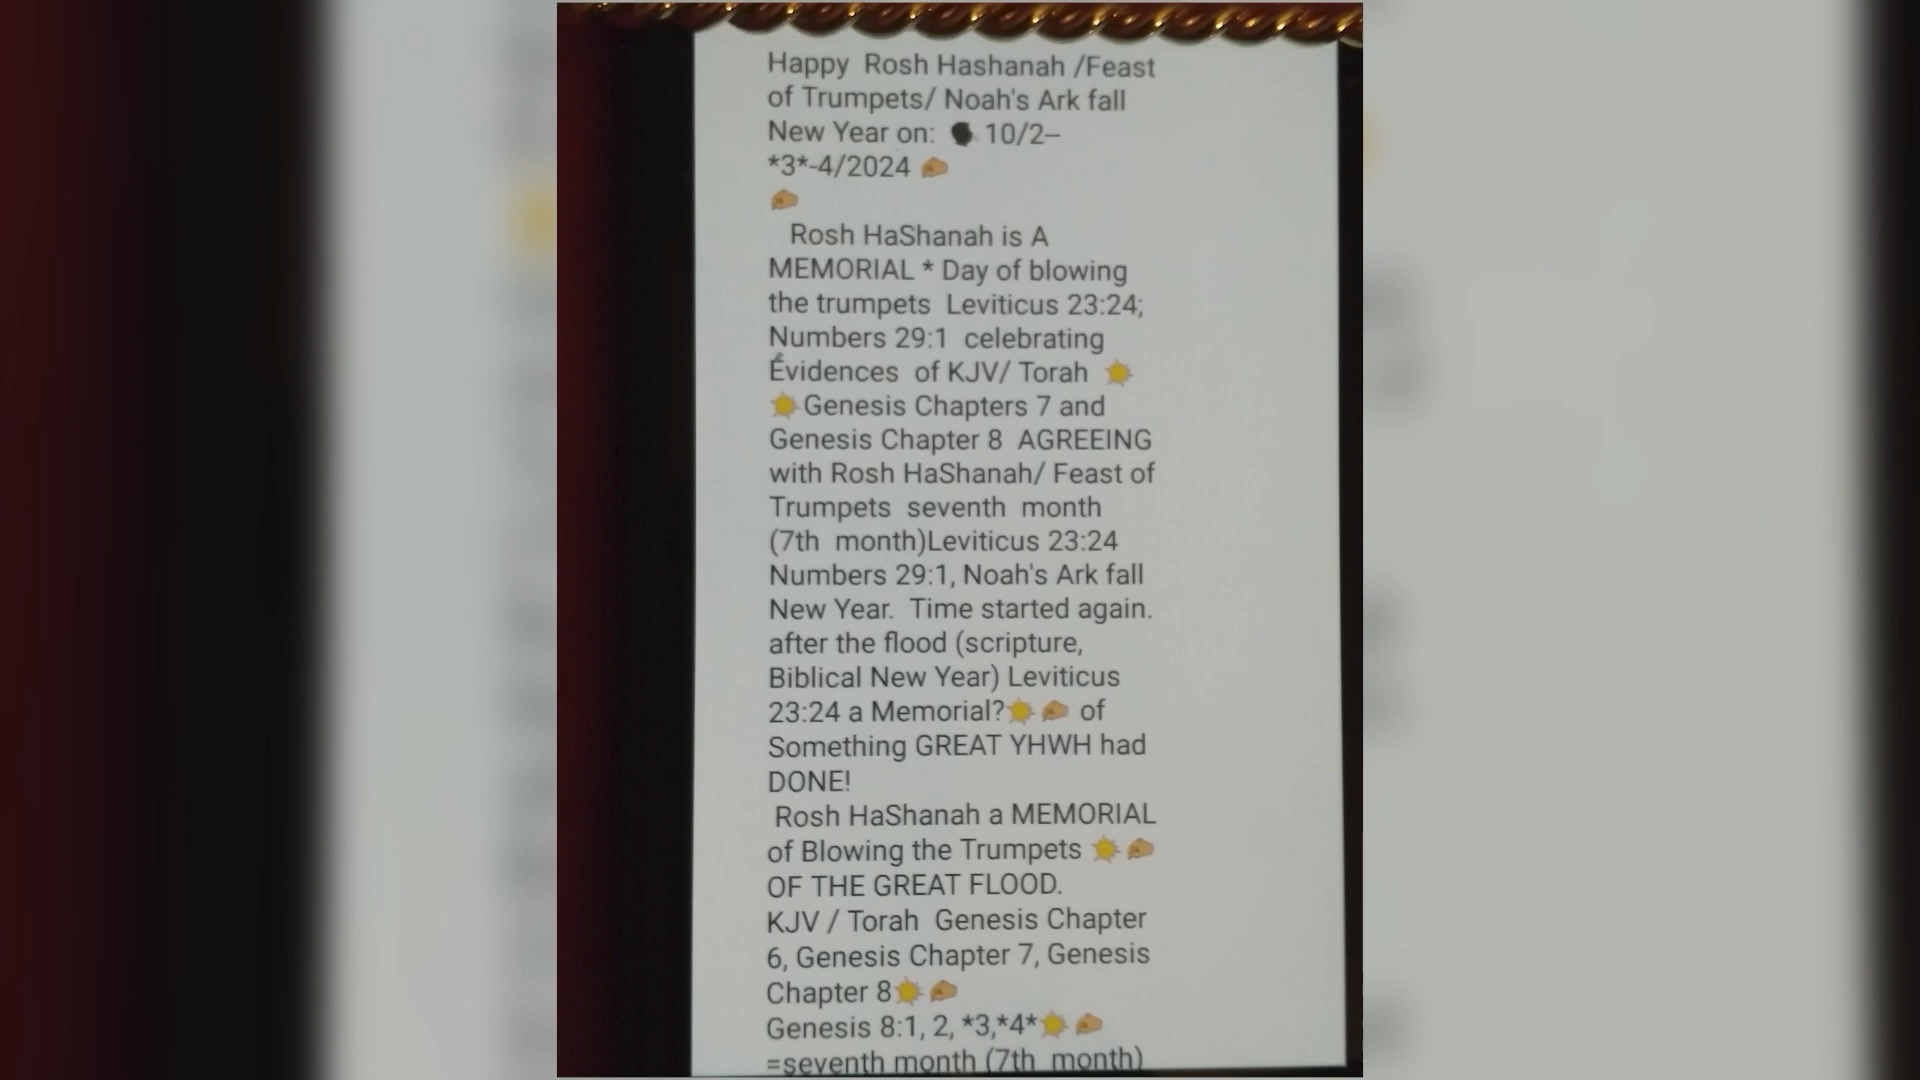 Happy  Rosh Hashanah /Feast
of Trumpets/ Noah's Ark fall
New Year on: 🗣 10/2–
*3*-4/2024 ✍
✍
Rosh HaShanah is A
MEMORIAL * Day of blowing
the trumpets  Leviticus 23:24;
Numbers 29:1  celebrating
Évidences  of KJV/ Torah ☀
☀Genesis Chapters 7 and
Genesis Chapter 8  AGREEING
with Rosh HaShanah/ Feast of
Trumpets  seventh  month
(7th  month)Leviticus 23:24
Numbers 29:1, Noah's Ark fall
New Year.  Time started again.
after the flood (scripture,
Biblical New Year) Leviticus
23:24 a Memorial?☀✍ of
Something GREAT YHWH had
DONE!
Rosh HaShanah a MEMORIAL
of Blowing the Trumpets ☀✍
OF THE GREAT FLOOD.
KJV / Torah  Genesis Chapter
6, Genesis Chapter 7, Genesis
Chapter 8☀✍
Genesis 8:1, 2, *3,*4*☀✍
=seventh month (7th  month)